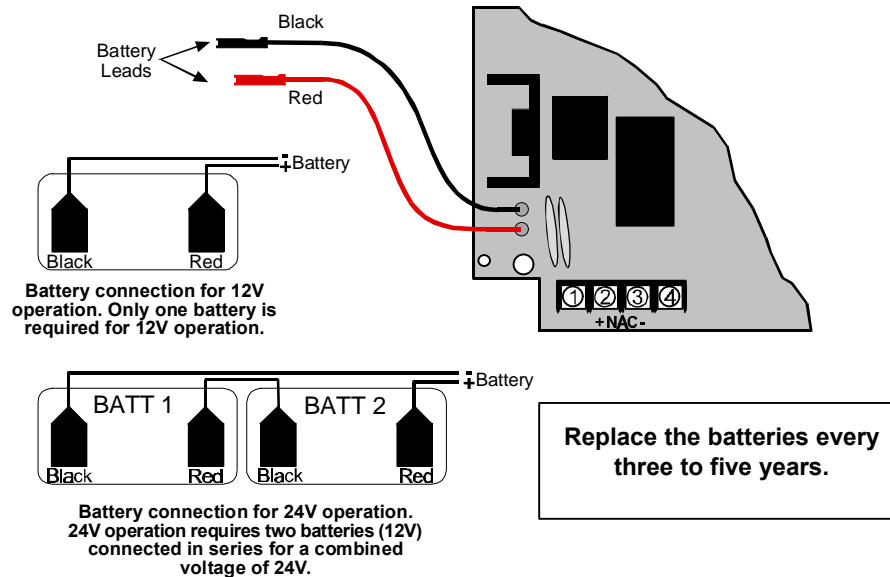 Black
Battery
Leads
Red
- Battery
+
Black Red
Battery connection for 12V
operation. Only one battery is
required for 12V operation.
1 2 3 4
+ NAC -
- Battery
+
BATT 1 BATT 2
Black Red Black Red
Battery connection for 24V operation.
24V operation requires two batteries (12V)
connected in series for a combined
voltage of 24V.
Replace the batteries every
three to five years.